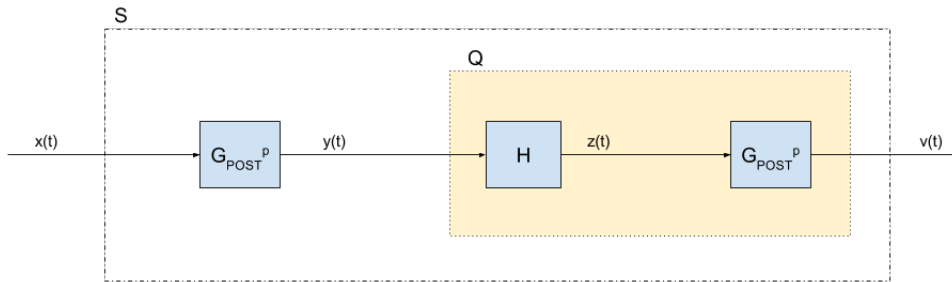 S
Q
x(t)
G_POST^p
y(t)
H
z(t)
G_POST^p
v(t)